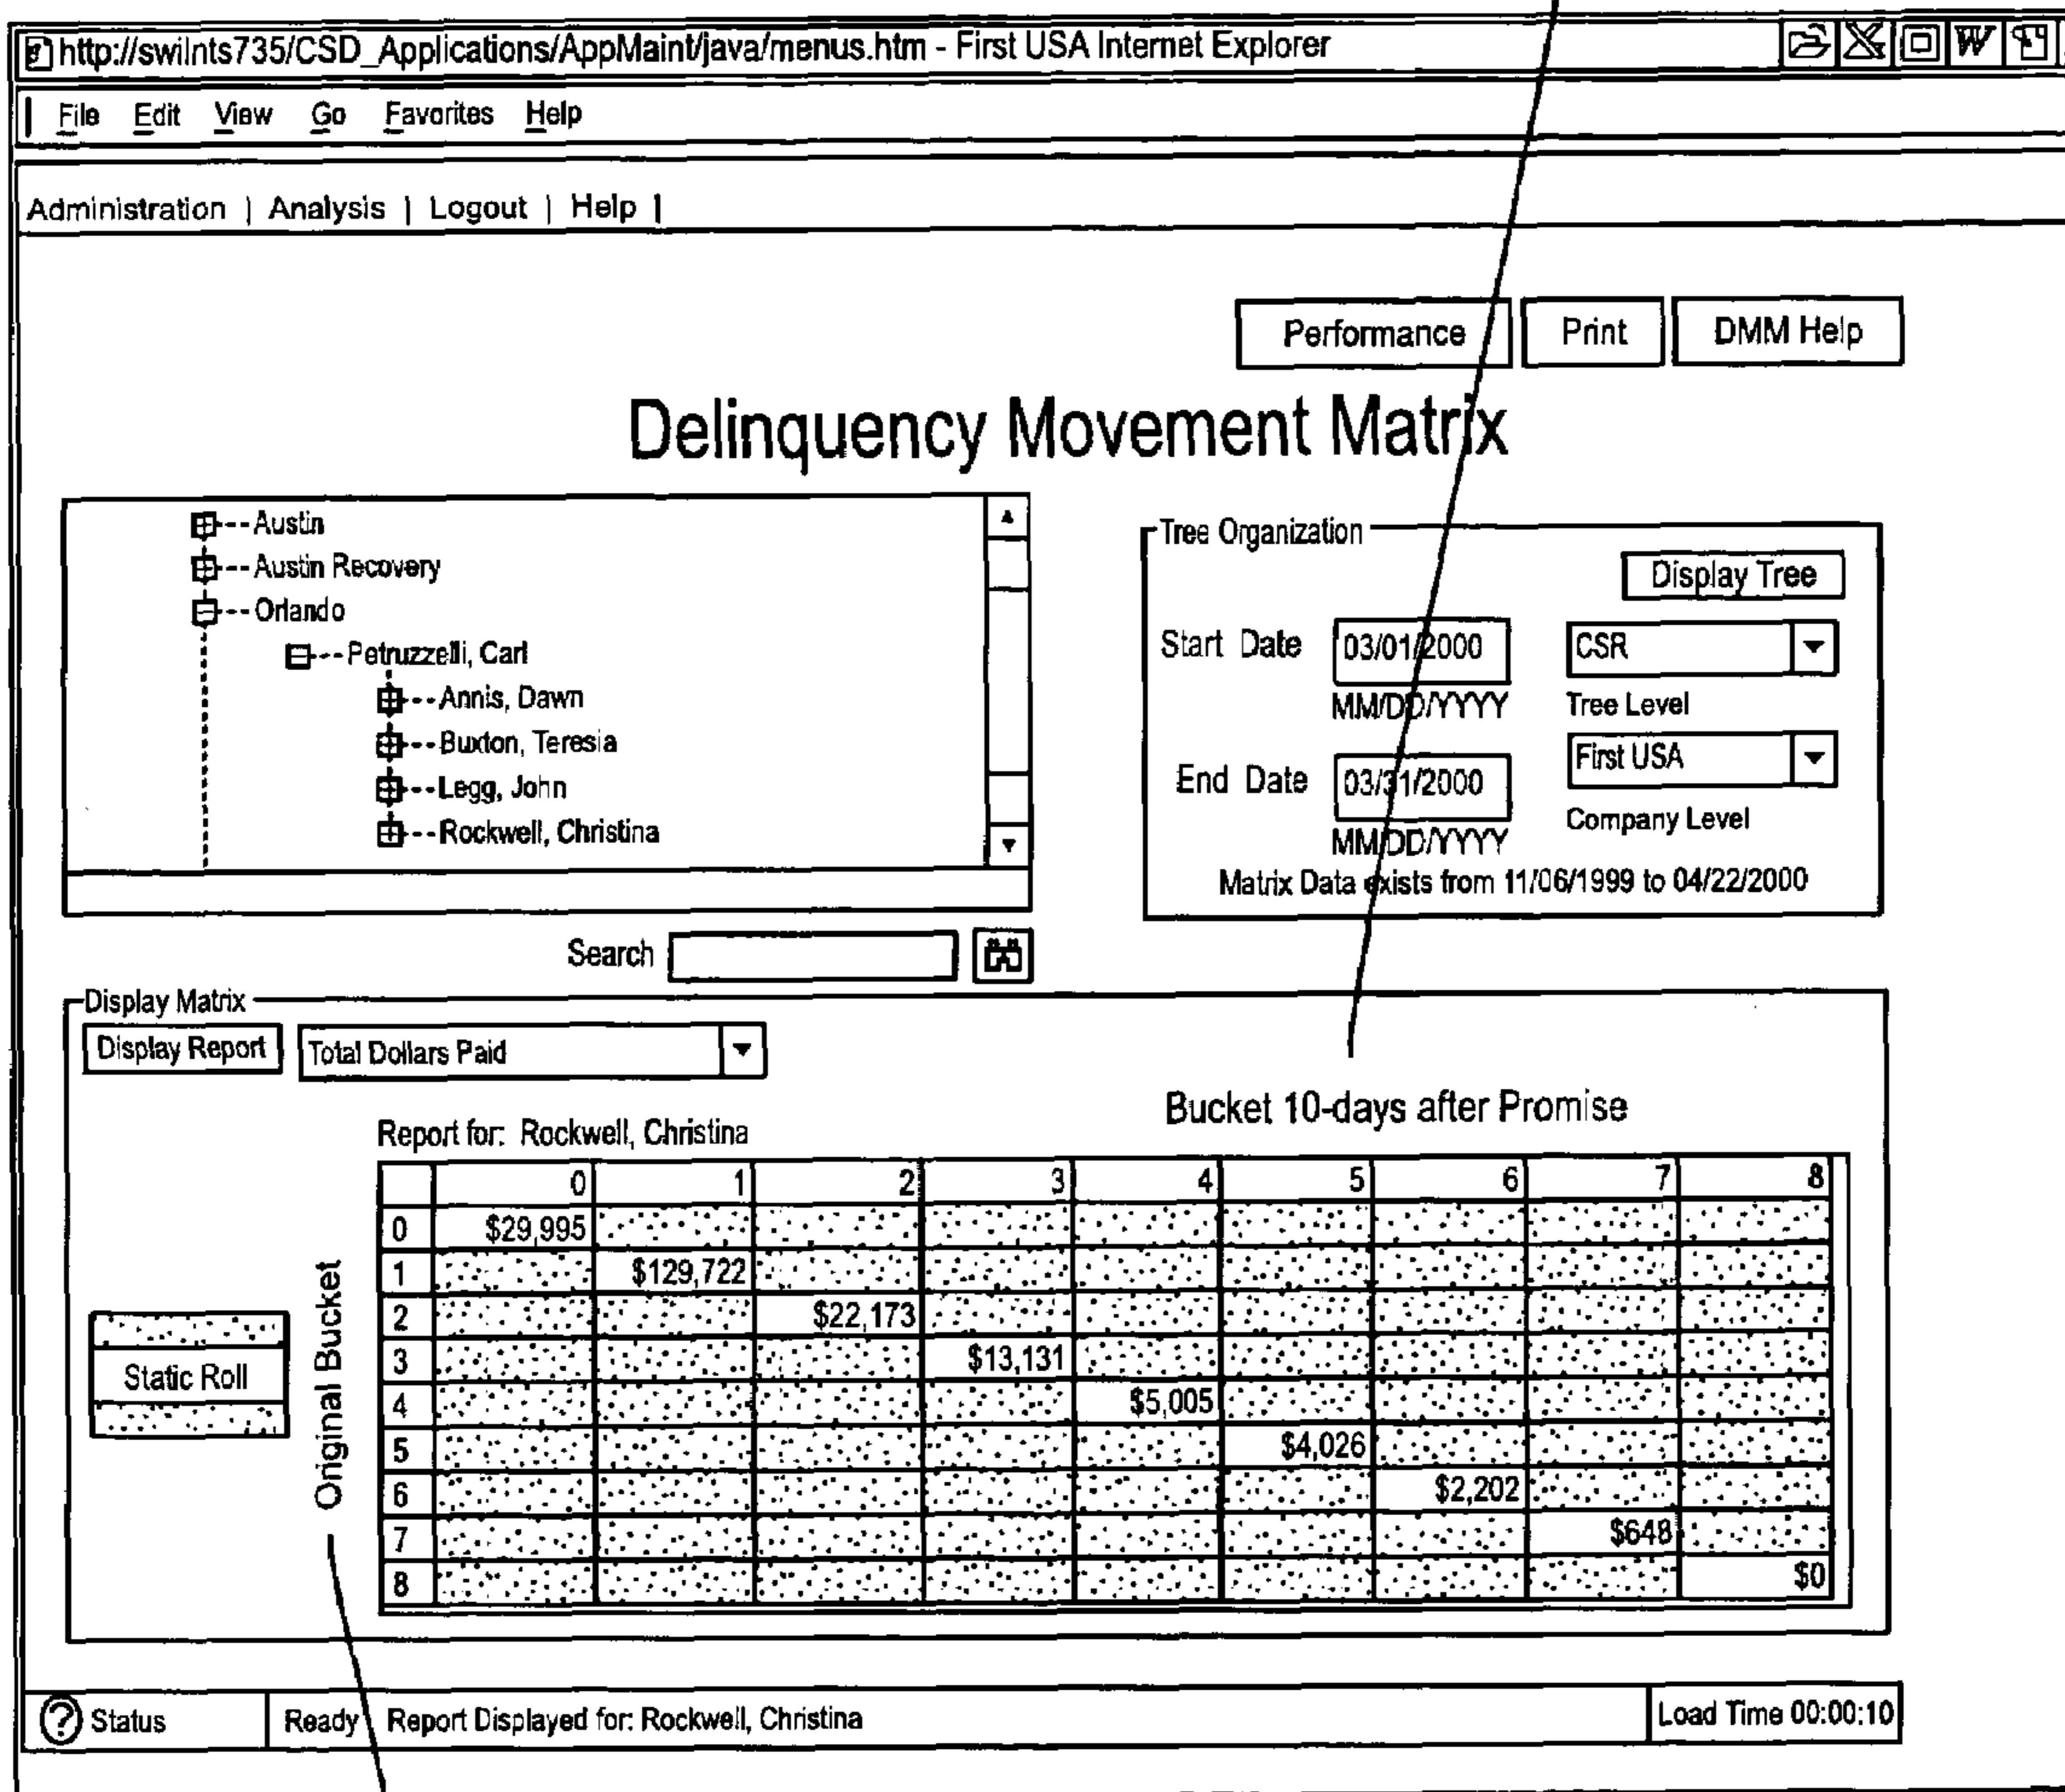 http://swilnts735/CSD_Applications/AppMaint/java/menus.htm - First USA Internet Explorer
File Edit View Go Favorites Help
Administration | Analysis | Logout | Help |
Performance Print DMM Help
Delinquency Movement Matrix
Austin
Austin Recovery
Orlando
Petruzzelli, Carl
Annis, Dawn
Buxton, Teresia
Legg, John
Rockwell, Christina
Tree Organization
Display Tree
Start Date 03/01/2000 CSR
MM/DD/YYYY Tree Level
End Date 03/31/2000 First USA
MM/DD/YYYY Company Level
Matrix Data exists from 11/06/1999 to 04/22/2000
Search
Display Matrix
Display Report Total Dollars Paid
Bucket 10-days after Promise
Report for: Rockwell, Christina
Static Roll
Original Bucket
0 1 2 3 4 5 6 7 8
0 $29,995
1 $129,722
2 $22,173
3 $13,131
4 $5,005
5 $4,026
6 $2,202
7 $648
8 $0
Status Ready Report Displayed for: Rockwell, Christina Load Time 00:00:10